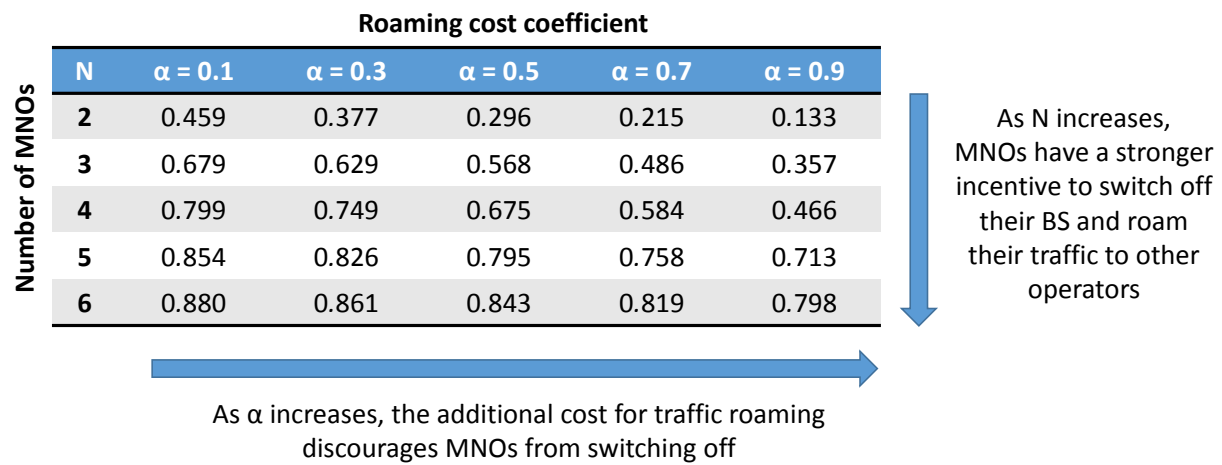 Roaming cost coefficient
Number of MNOs
N α = 0.1 α = 0.3 α = 0.5 α = 0.7 α = 0.9
2 0.459 0.377 0.296 0.215 0.133
3 0.679 0.629 0.568 0.486 0.357
4 0.799 0.749 0.675 0.584 0.466
5 0.854 0.826 0.795 0.758 0.713
6 0.880 0.861 0.843 0.819 0.798
As N increases,
MNOs have a stronger
incentive to switch off
their BS and roam
their traffic to other
operators
As α increases, the additional cost for traffic roaming
discourages MNOs from switching off